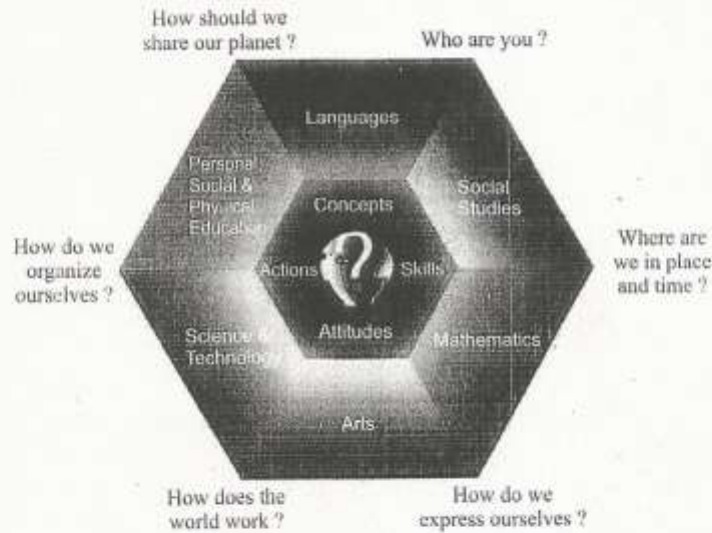 How should we
share our planet ?
Who are you ?
Languages
Personal,
Social &
Physical
Education
Social
Studies
Concepts
How do we
organize
ourselves ?
Actions
?
Skills
Where are
we in place
and time ?
Science &
Technology
Attitudes
Mathematics
Arts
How does the
world work ?
How do we
express ourselves ?